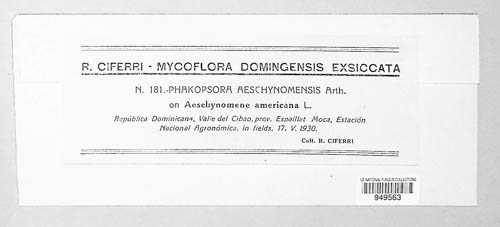 R. CIFERRI - MYCOFLORA DOMINGENSIS EXSICCATA
N. 181.-PHAKOPSORA AESCHYNOMENSIS Arth.
on Aeschynomene americana L.
República Dominicana, Valle del Cibao, prov. Espaillat Moca, Estación
Nacional Agronómica, in fields, 17. V. 1930.
Coll. R. CIFERRI
US NATIONAL FUNGUS COLLECTIONS
949563